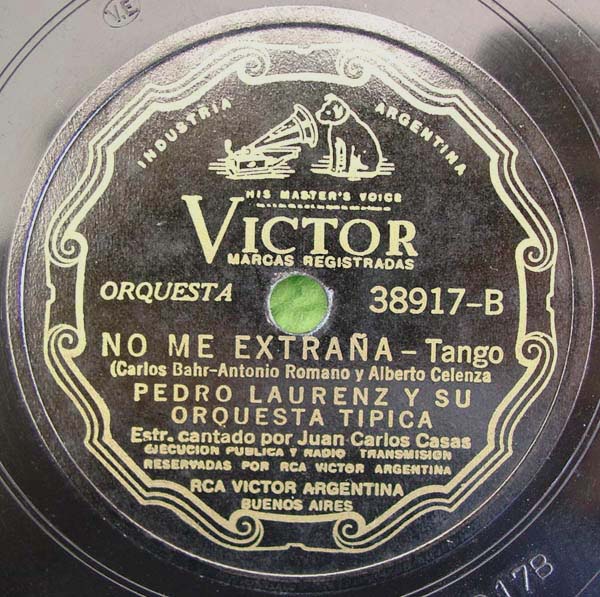 V.E
INDUSTRIA ARGENTINA
HIS MASTER'S VOICE
VICTOR
MARCAS REGISTRADAS
ORQUESTA 38917-B
NO ME EXTRAÑA - Tango
(Carlos Bahr-Antonio Romano y Alberto Celenza
PEDRO LAURENZ Y SU
ORQUESTA TIPICA
Estr. cantado por Juan Carlos Casas
EJECUCION PUBLICA Y RADIO TRANSMISION
RESERVADAS POR RCA VICTOR ARGENTINA
RCA VICTOR ARGENTINA
BUENOS AIRES
17B